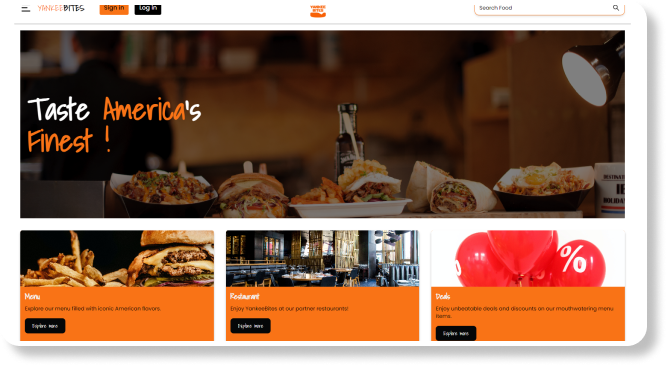 YANKEEBITES
Sign In
Log in
YANKEE
BITES
Search Food
Taste America's
Finest !
Menu
Explore our menu filled with iconic American flavors.
Explore more
Restaurant
Enjoy YankeeBites at our partner restaurants!
Explore more
%
Deals
Enjoy unbeatable deals and discounts on our mouthwatering menu
items.
Explore more